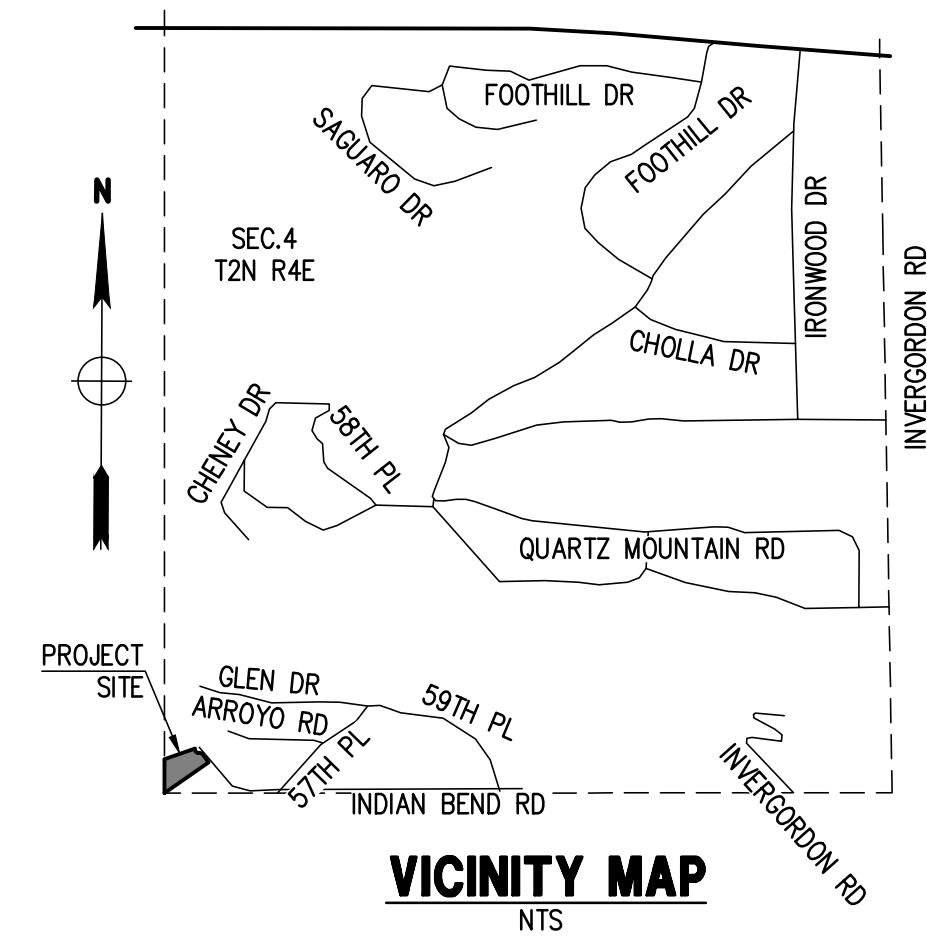 FOOTHILL DR
SAGUARO DR
FOOTHILL DR
N
IRONWOOD DR
SEC.4
T2N R4E
INVERGORDON RD
CHOLLA DR
CHENEY DR
58TH PL
QUARTZ MOUNTAIN RD
PROJECT
SITE
GLEN DR
ARROYO RD
59TH PL
57TH PL
INDIAN BEND RD
INVERGORDON RD
VICINITY MAP
NTS